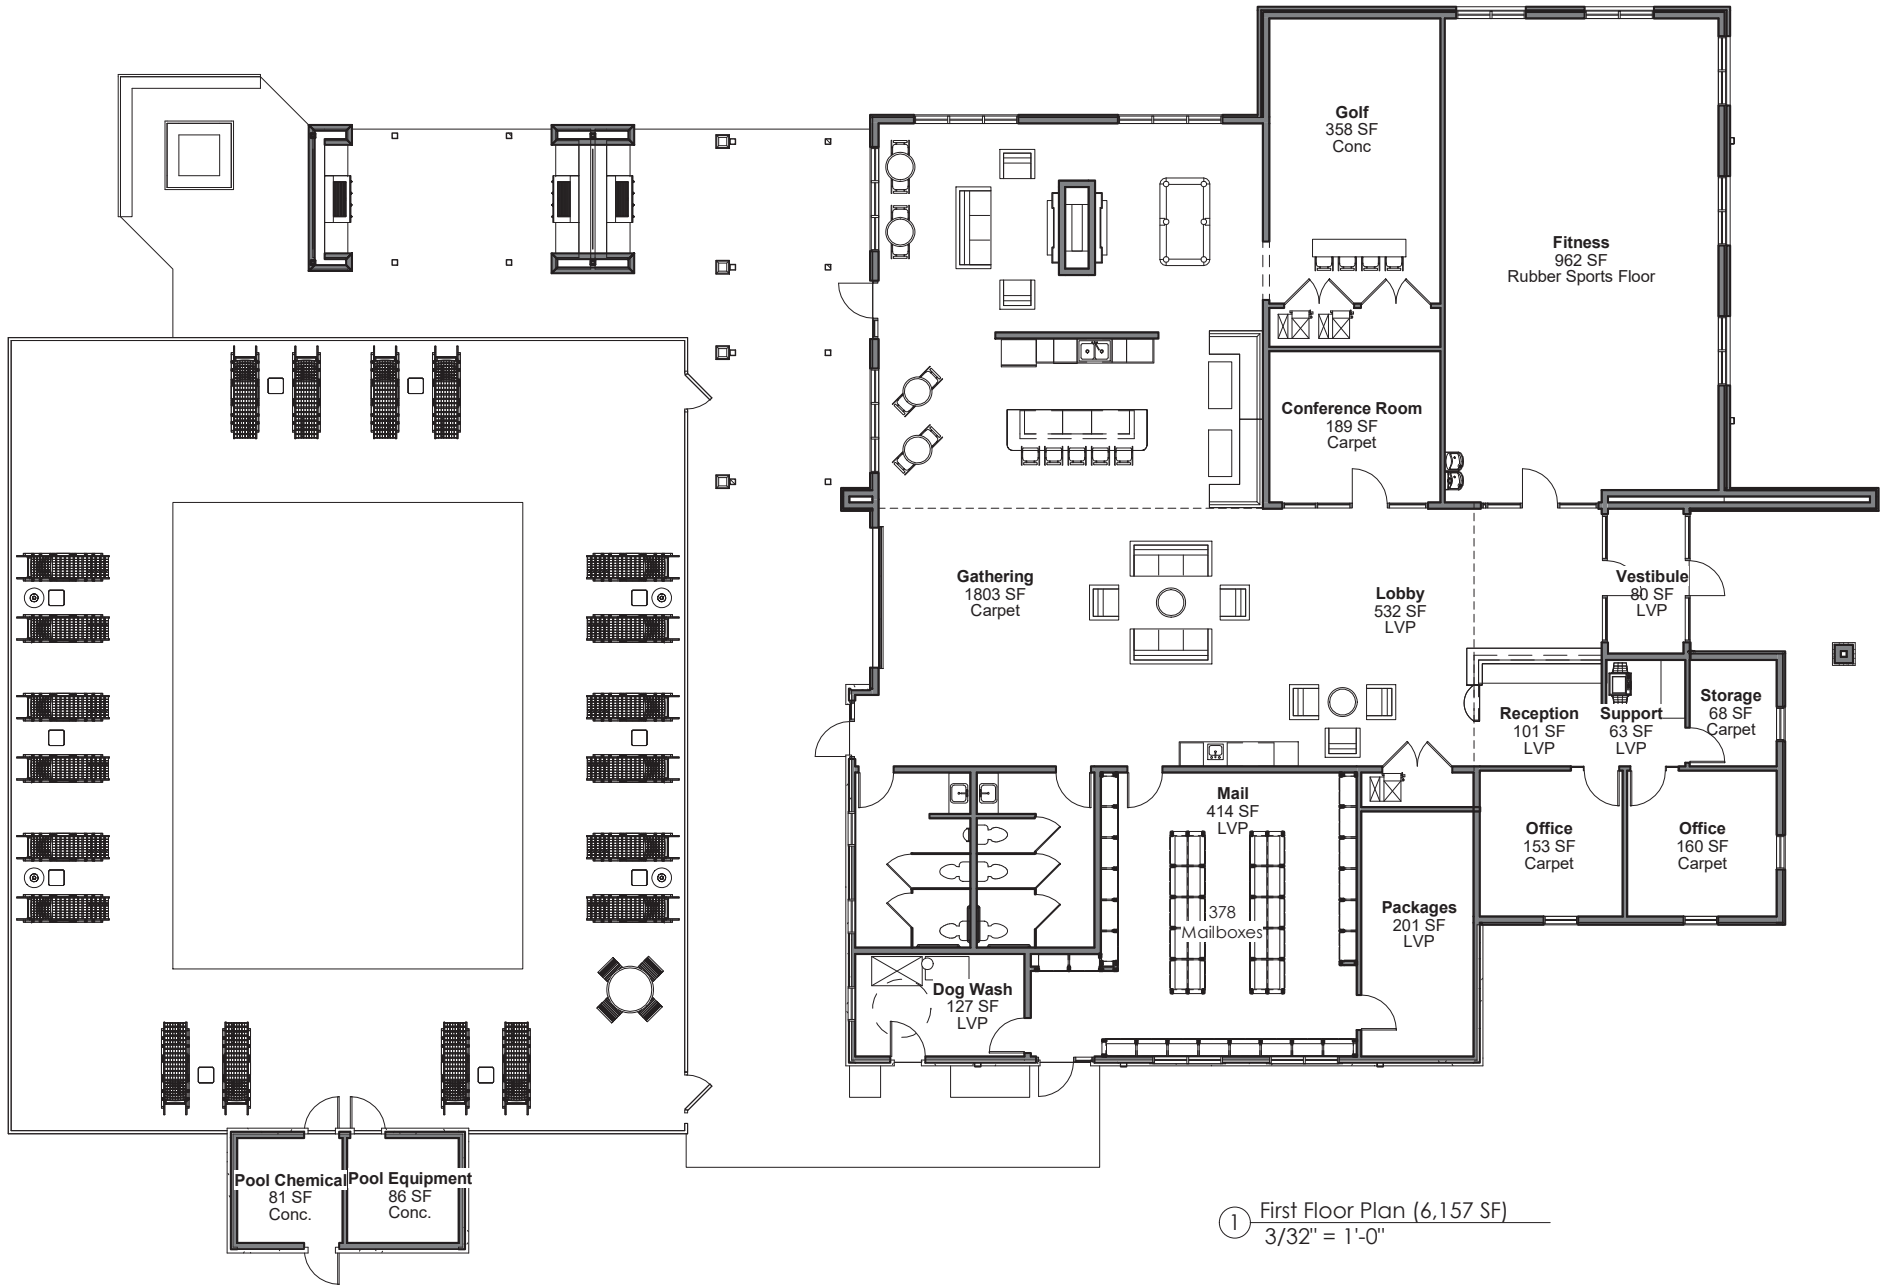 Golf
358 SF
Conc
Fitness
962 SF
Rubber Sports Floor
Conference Room
189 SF
Carpet
Gathering
1803 SF
Carpet
Lobby
532 SF
LVP
Vestibule
80 SF
LVP
Reception
101 SF
LVP
Support
63 SF
LVP
Storage
68 SF
Carpet
Mail
414 SF
LVP
378
Mailboxes
Office
153 SF
Carpet
Office
160 SF
Carpet
Packages
201 SF
LVP
Dog Wash
127 SF
LVP
Pool Chemical
81 SF
Conc.
Pool Equipment
86 SF
Conc.
1 First Floor Plan (6,157 SF)
3/32" = 1'-0"